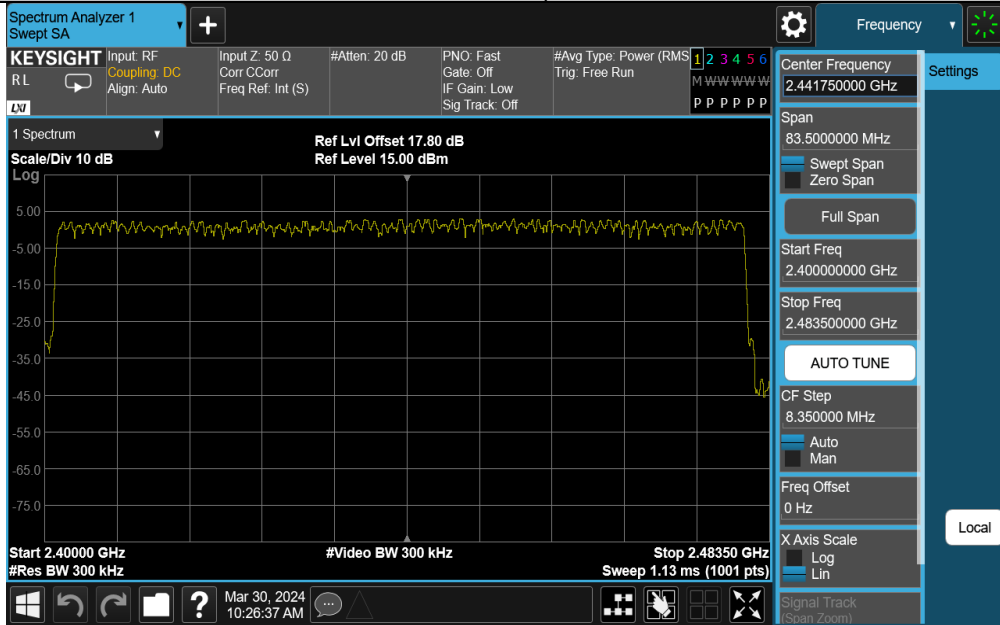 Spectrum Analyzer 1
Swept SA
+
Frequency
KEYSIGHT
RL
LXI
Input: RF
Coupling: DC
Align: Auto
Input Z: 50 Ω
Corr CCorr
Freq Ref: Int (S)
#Atten: 20 dB
PNO: Fast
Gate: Off
IF Gain: Low
Sig Track: Off
#Avg Type: Power (RMS
Trig: Free Run
1 2 3 4 5 6
M W W W W W
P P P P P P
Center Frequency
2.441750000 GHz
Settings
Span
83.5000000 MHz
Swept Span
Zero Span
Full Span
Start Freq
2.400000000 GHz
Stop Freq
2.483500000 GHz
AUTO TUNE
CF Step
8.350000 MHz
Auto
Man
Freq Offset
0 Hz
X Axis Scale
Log
Lin
Signal Track
(Span Zoom)
Local
1 Spectrum
Scale/Div 10 dB
Log
Ref Lvl Offset 17.80 dB
Ref Level 15.00 dBm
5.00
-5.00
-15.0
-25.0
-35.0
-45.0
-55.0
-65.0
-75.0
Start 2.40000 GHz
#Video BW 300 kHz
Stop 2.48350 GHz
#Res BW 300 kHz
Sweep 1.13 ms (1001 pts)
?
Mar 30, 2024
10:26:37 AM